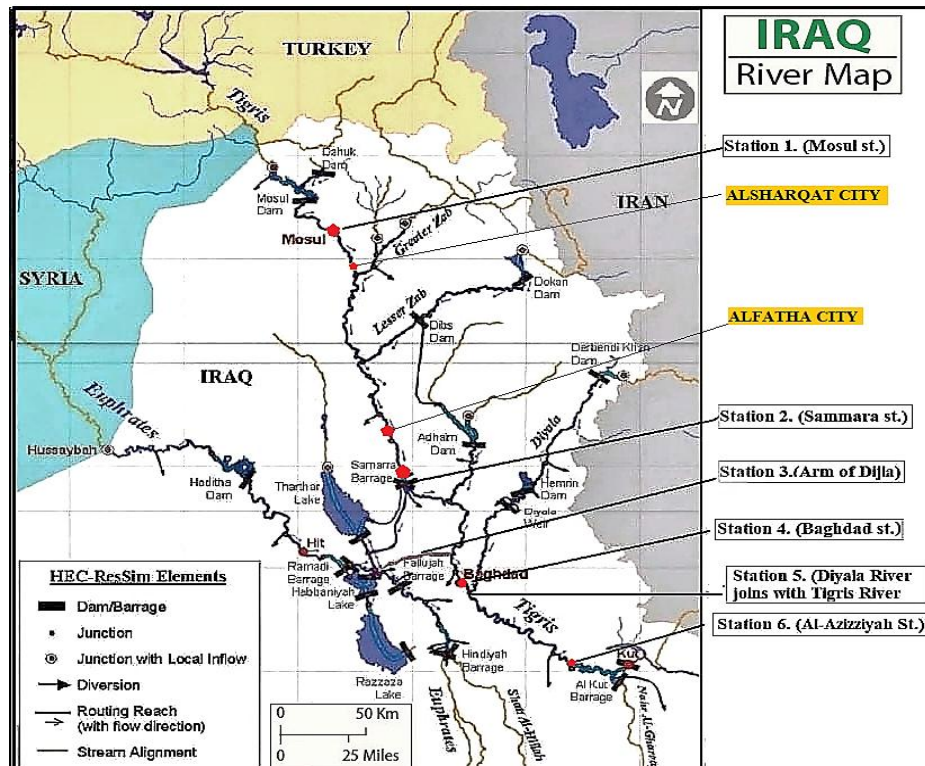 IRAQ
River Map
TURKEY
Tigris
N
Dahuk
Dam
Mosul
Dam
Mosul
Greater Zab
IRAN
SYRIA
Lesser Zab
Dokan
Dam
Dibs
Dam
IRAQ
Derbendi Khan
Dam
Euphrates
Hussaybah
Haditha
Dam
Tharthar
Lake
Samarra
Barrage
Adhaim
Dam
Diyala
Hemrin
Dam
Diyala
Weir
Hit
Ramadi
Barrage
Habbaniyah
Lake
Fallujah
Barrage
Baghdad
Tigris
Razzaza
Lake
Hindiyah
Barrage
Euphrates
Shatt Al-Hillah
Kut
Al Kut
Barrage
Station 1. (Mosul st.)
ALSHARQAT CITY
ALFATHA CITY
Station 2. (Sammara st.)
Station 3.(Arm of Dijla)
Station 4. (Baghdad st.)
Station 5. (Diyala River
joins with Tigris River
Station 6. (Al-Azizziyah St.)
HEC-ResSim Elements
Dam/Barrage
Junction
Junction with Local Inflow
Diversion
Routing Reach
(with flow direction)
Stream Alignment
0 50 Km
0 25 Miles